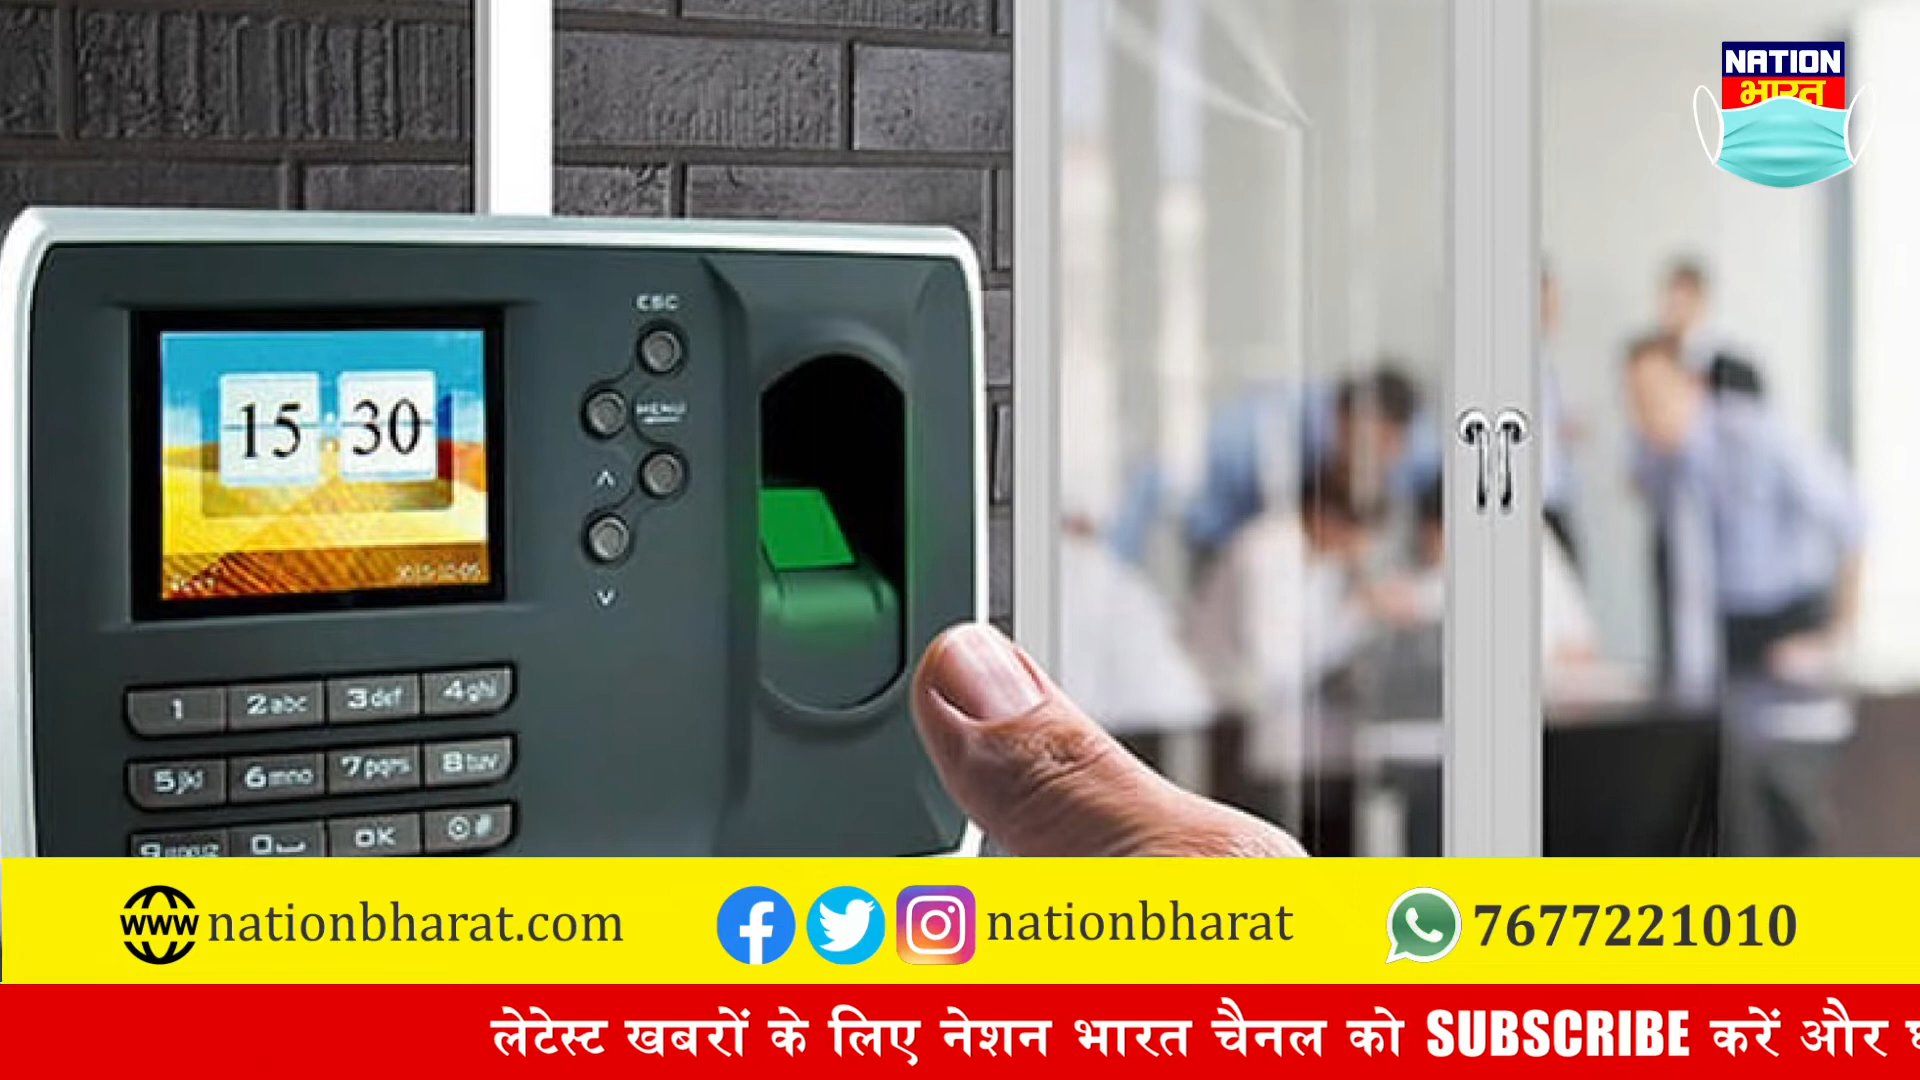 NATION
भारत
ESC
15 30
MENU
1 2abc 3def 4ghi
5jkl 6mno 7pqrs 8tuv
OK
www nationbharat.com nationbharat 7677221010
लेटेस्ट खबरों के लिए नेशन भारत चैनल को SUBSCRIBE करें और